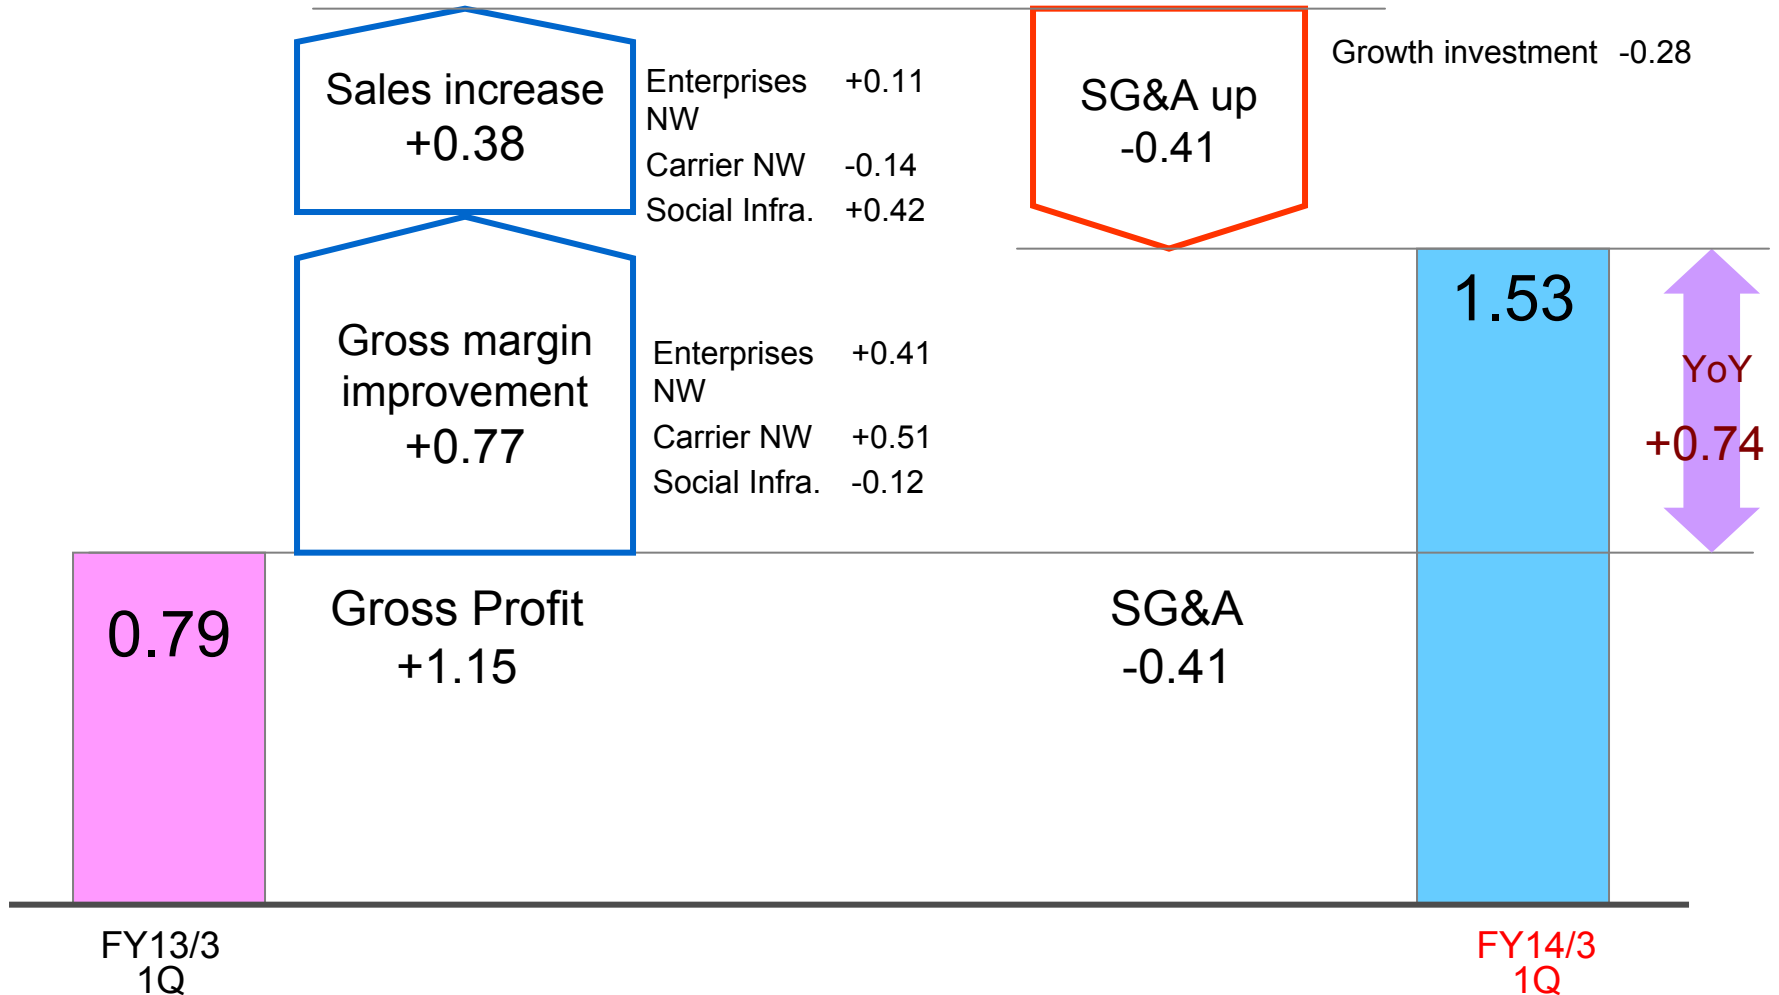 Sales increase
+0.38
Enterprises NW +0.11
Carrier NW -0.14
Social Infra. +0.42
SG&A up
-0.41
Growth investment -0.28
Gross margin
improvement
+0.77
Enterprises NW +0.41
Carrier NW +0.51
Social Infra. -0.12
1.53
YoY
+0.74
0.79
Gross Profit
+1.15
SG&A
-0.41
FY13/3
1Q
FY14/3
1Q